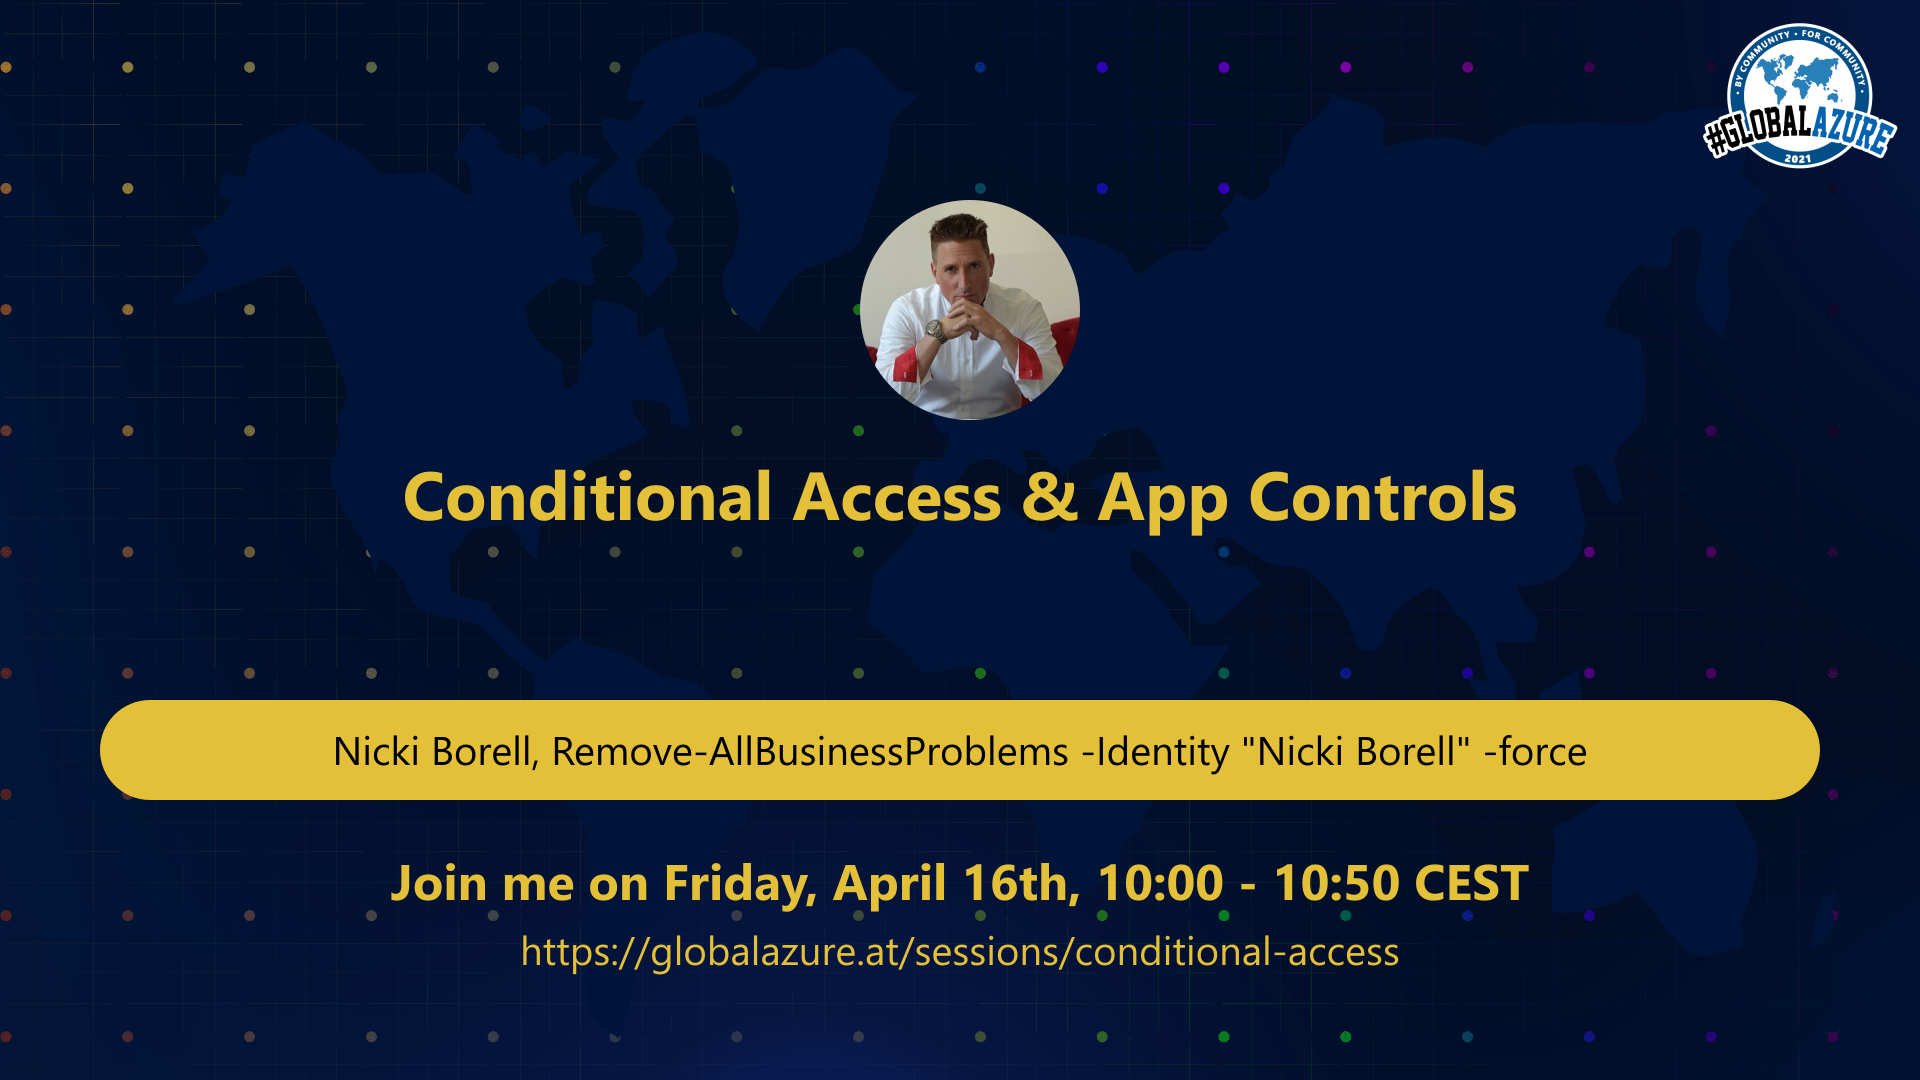 • BY COMMUNITY • FOR COMMUNITY •
#GLOBALAZURE
2021
Conditional Access & App Controls
Nicki Borell, Remove-AllBusinessProblems -Identity "Nicki Borell" -force
Join me on Friday, April 16th, 10:00 - 10:50 CEST
https://globalazure.at/sessions/conditional-access